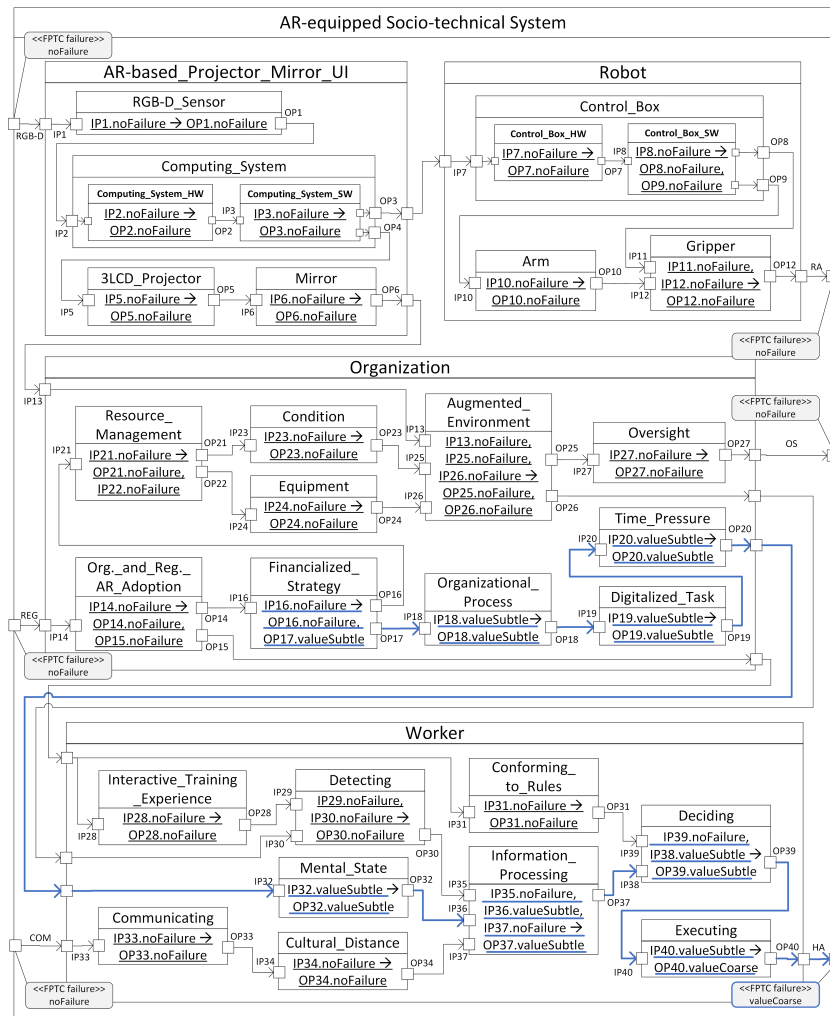 AR-equipped Socio-technical System
<<FPTC failure>>
noFailure
AR-based_Projector_Mirror_UI
RGB-D
IP1
RGB-D_Sensor
IP1.noFailure → OP1.noFailure
OP1
Computing_System
IP2
Computing_System_HW
IP2.noFailure →
OP2.noFailure
OP2
IP3
Computing_System_SW
IP3.noFailure →
OP3.noFailure
OP3
OP4
IP5
3LCD_Projector
IP5.noFailure →
OP5.noFailure
OP5
IP6
Mirror
IP6.noFailure →
OP6.noFailure
OP6
Robot
Control_Box
IP7
Control_Box_HW
IP7.noFailure →
OP7.noFailure
OP7
IP8
Control_Box_SW
IP8.noFailure →
OP8.noFailure,
OP9.noFailure
OP8
OP9
IP10
Arm
IP10.noFailure →
OP10.noFailure
OP10
IP11
IP12
Gripper
IP11.noFailure,
IP12.noFailure →
OP12.noFailure
OP12
RA
<<FPTC failure>>
noFailure
Organization
IP13
IP21
Resource_
Management
IP21.noFailure →
OP21.noFailure,
IP22.noFailure
OP21
OP22
IP23
Condition
IP23.noFailure →
OP23.noFailure
OP23
IP24
Equipment
IP24.noFailure →
OP24.noFailure
OP24
IP13
IP25
IP26
Augmented_
Environment
IP13.noFailure,
IP25.noFailure,
IP26.noFailure →
OP25.noFailure,
OP26.noFailure
OP25
OP26
IP27
Oversight
IP27.noFailure →
OP27.noFailure
OP27
OS
<<FPTC failure>>
noFailure
IP20
Time_Pressure
IP20.valueSubtle→
OP20.valueSubtle
OP20
REG
IP14
Org._and_Reg._
AR_Adoption
IP14.noFailure →
OP14.noFailure,
OP15.noFailure
OP14
OP15
IP16
Financialized_
Strategy
IP16.noFailure →
OP16.noFailure,
OP17.valueSubtle
OP16
OP17
IP18
Organizational_
Process
IP18.valueSubtle→
OP18.valueSubtle
OP18
IP19
Digitalized_Task
IP19.valueSubtle→
OP19.valueSubtle
OP19
<<FPTC failure>>
noFailure
Worker
IP28
Interactive_Training
_Experience
IP28.noFailure →
OP28.noFailure
OP28
IP29
IP30
Detecting
IP29.noFailure,
IP30.noFailure →
OP30.noFailure
OP30
IP31
Conforming_
to_Rules
IP31.noFailure →
OP31.noFailure
OP31
IP32
Mental_State
IP32.valueSubtle →
OP32.valueSubtle
OP32
COM
IP33
Communicating
IP33.noFailure →
OP33.noFailure
OP33
IP34
Cultural_Distance
IP34.noFailure →
OP34.noFailure
OP34
IP35
IP36
IP37
Information_
Processing
IP35.noFailure,
IP36.valueSubtle,
IP37.noFailure →
OP37.valueSubtle
OP37
IP39
IP38
Deciding
IP39.noFailure,
IP38.valueSubtle →
OP39.valueSubtle
OP39
IP40
Executing
IP40.valueSubtle →
OP40.valueCoarse
OP40
HA
<<FPTC failure>>
noFailure
<<FPTC failure>>
valueCoarse